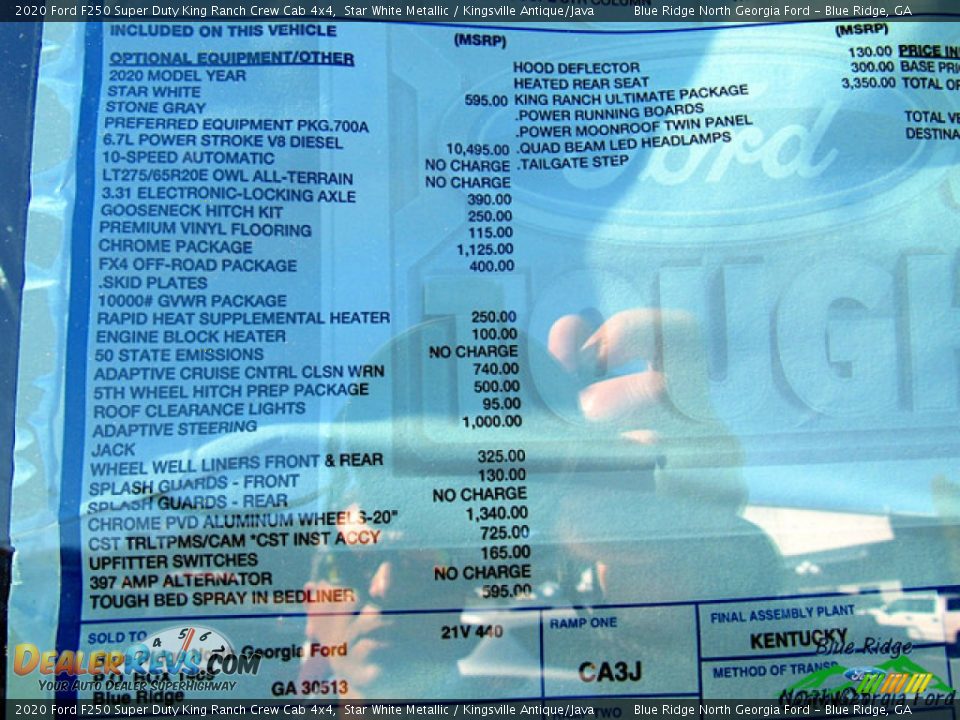 2020 Ford F250 Super Duty King Ranch Crew Cab 4x4, Star White Metallic / Kingsville Antique/Java Blue Ridge North Georgia Ford – Blue Ridge, GA
INCLUDED ON THIS VEHICLE
(MSRP)
OPTIONAL EQUIPMENT/OTHER
2020 MODEL YEAR
STAR WHITE 595.00
STONE GRAY
PREFERRED EQUIPMENT PKG.700A
6.7L POWER STROKE V8 DIESEL 10,495.00
10-SPEED AUTOMATIC NO CHARGE
LT275/65R20E OWL ALL-TERRAIN NO CHARGE
3.31 ELECTRONIC-LOCKING AXLE 390.00
GOOSENECK HITCH KIT 250.00
PREMIUM VINYL FLOORING 115.00
CHROME PACKAGE 1,125.00
FX4 OFF-ROAD PACKAGE 400.00
.SKID PLATES
10000# GVWR PACKAGE
RAPID HEAT SUPPLEMENTAL HEATER 250.00
ENGINE BLOCK HEATER 100.00
50 STATE EMISSIONS NO CHARGE
ADAPTIVE CRUISE CNTRL CLSN WRN 740.00
5TH WHEEL HITCH PREP PACKAGE 500.00
ROOF CLEARANCE LIGHTS 95.00
ADAPTIVE STEERING 1,000.00
JACK
WHEEL WELL LINERS FRONT & REAR 325.00
SPLASH GUARDS - FRONT 130.00
SPLASH GUARDS - REAR NO CHARGE
CHROME PVD ALUMINUM WHEELS-20" 1,340.00
CST TRLTPMS/CAM *CST INST ACCY 725.00
UPFITTER SWITCHES 165.00
397 AMP ALTERNATOR NO CHARGE
TOUGH BED SPRAY IN BEDLINER 595.00
(MSRP)
HOOD DEFLECTOR 130.00
HEATED REAR SEAT 300.00
KING RANCH ULTIMATE PACKAGE 3,350.00
.POWER RUNNING BOARDS
.POWER MOONROOF TWIN PANEL
.QUAD BEAM LED HEADLAMPS
.TAILGATE STEP
PRICE IN
BASE PRI
TOTAL OP
TOTAL VE
DESTINA
Ford
TOUGH
SOLD TO
21V 440
Georgia Ford
GA 30513
Blue Ridge
RAMP ONE
CA3J
FINAL ASSEMBLY PLANT
KENTUCKY
METHOD OF TRANSP
4 5 6
DEALERREVS.COM
Your Auto Dealer SuperHighway
Blue Ridge
North Georgia Ford
2020 Ford F250 Super Duty King Ranch Crew Cab 4x4, Star White Metallic / Kingsville Antique/Java Blue Ridge North Georgia Ford – Blue Ridge, GA